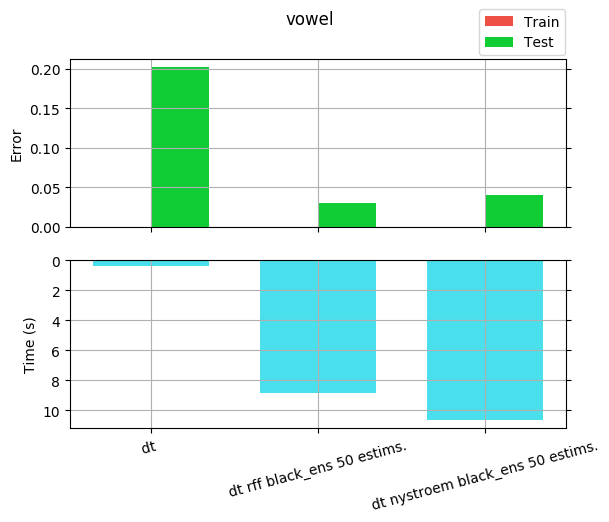 vowel
Train
Test
0.20
0.15
0.10
0.05
0.00
Error
0
2
4
6
8
10
Time (s)
dt
dt rff black_ens 50 estims.
dt nystroem black_ens 50 estims.